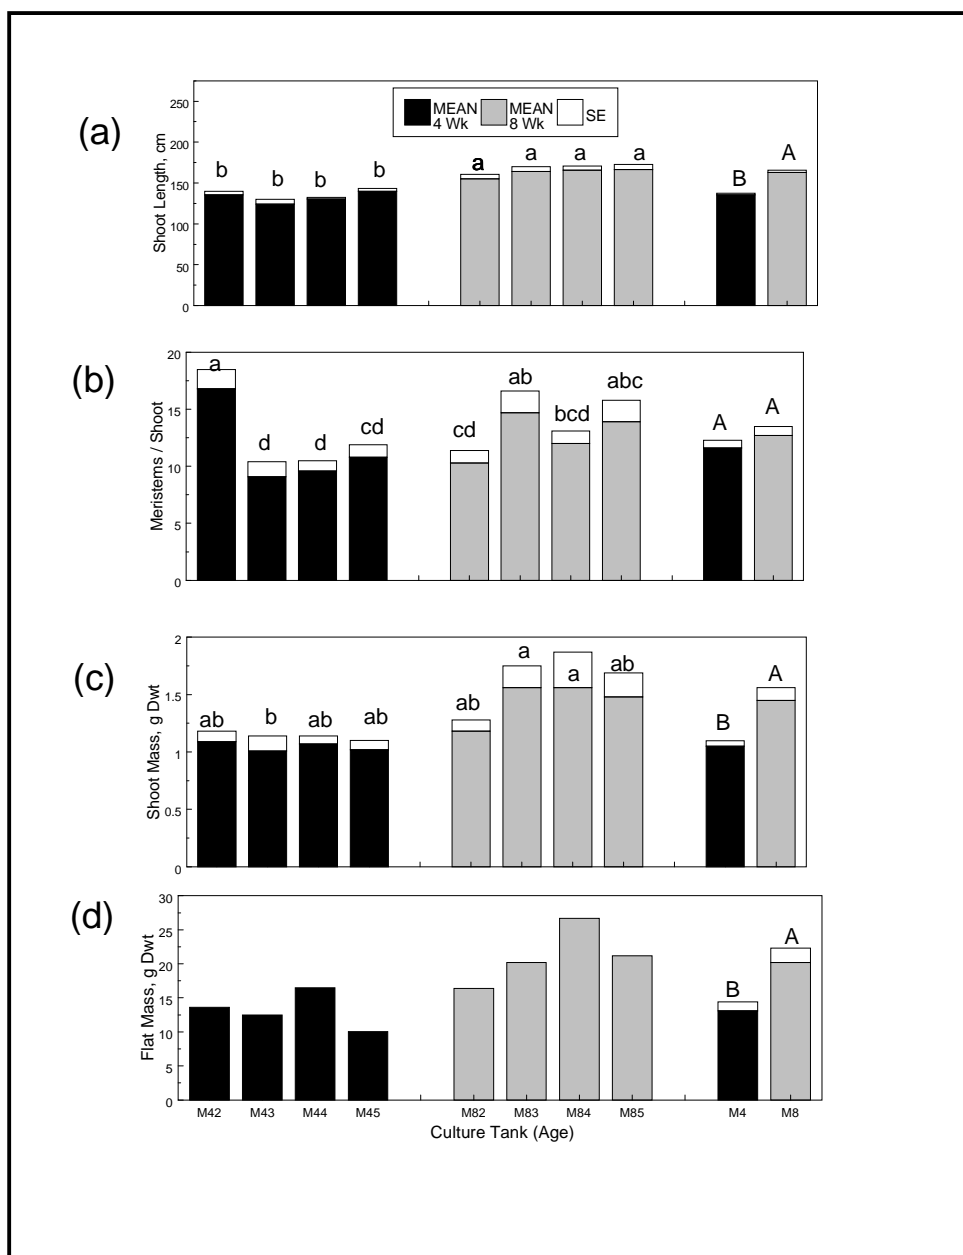 (a)
Shoot Length, cm
250
200
150
100
50
0
MEAN
4 Wk
MEAN
8 Wk
SE
b
b
b
b
a
a
a
a
B
A
(b)
Meristems / Shoot
20
15
10
5
0
a
d
d
cd
cd
ab
bcd
abc
A
A
(c)
Shoot Mass, g Dwt
2
1.5
1
0.5
0
ab
b
ab
ab
ab
a
a
ab
B
A
(d)
Flat Mass, g Dwt
30
25
20
15
10
5
0
B
A
M42 M43 M44 M45 M82 M83 M84 M85 M4 M8
Culture Tank (Age)